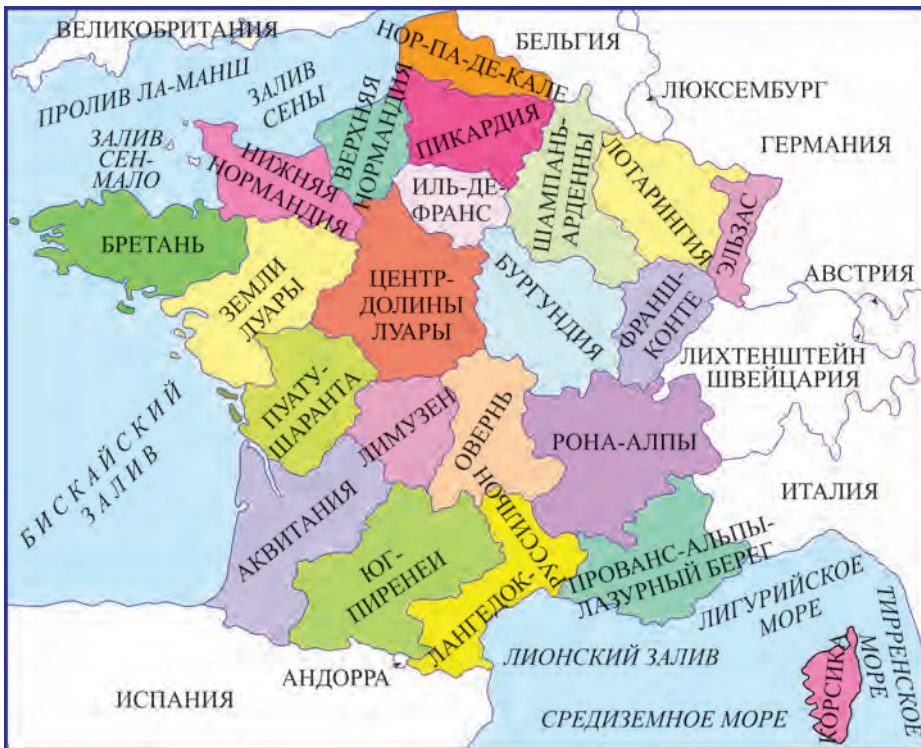 ВЕЛИКОБРИТАНИЯ
НОР-ПА-ДЕ-КАЛЕ
БЕЛЬГИЯ
ПРОЛИВ ЛА-МАНШ
ЗАЛИВ
СЕНЫ
ЛЮКСЕМБУРГ
ВЕРХНЯЯ
НОРМАНДИЯ
ПИКАРДИЯ
ГЕРМАНИЯ
ЗАЛИВ
СЕН-
МАЛО
НИЖНЯЯ
НОРМАНДИЯ
ИЛЬ-ДЕ-
ФРАНС
ШАМПАНЬ-
АРДЕННЫ
ЛОТАРИНГИЯ
ЭЛЬЗАС
БРЕТАНЬ
ЗЕМЛИ
ЛУАРЫ
ЦЕНТР-
ДОЛИНЫ
ЛУАРЫ
БУРГУНДИЯ
ФРАНШ-
КОНТЕ
АВСТРИЯ
ЛИХТЕНШТЕЙН
ШВЕЙЦАРИЯ
ПУАТУ-
ШАРАНТА
ЛИМУЗЕН
ОВЕРНЬ
РОНА-АЛПЫ
БИСКАЙСКИЙ
ЗАЛИВ
ИТАЛИЯ
АКВИТАНИЯ
ЮГ-
ПИРЕНЕИ
ЛАНГЕДОК-
РУССИЛЬОН
ПРОВАНС-АЛЬПЫ-
ЛАЗУРНЫЙ БЕРЕГ
ЛИГУРИЙСКОЕ
МОРЕ
ТИРРЕНСКОЕ
МОРЕ
АНДОРРА
ЛИОНСКИЙ ЗАЛИВ
КОРСИКА
ИСПАНИЯ
СРЕДИЗЕМНОЕ МОРЕ